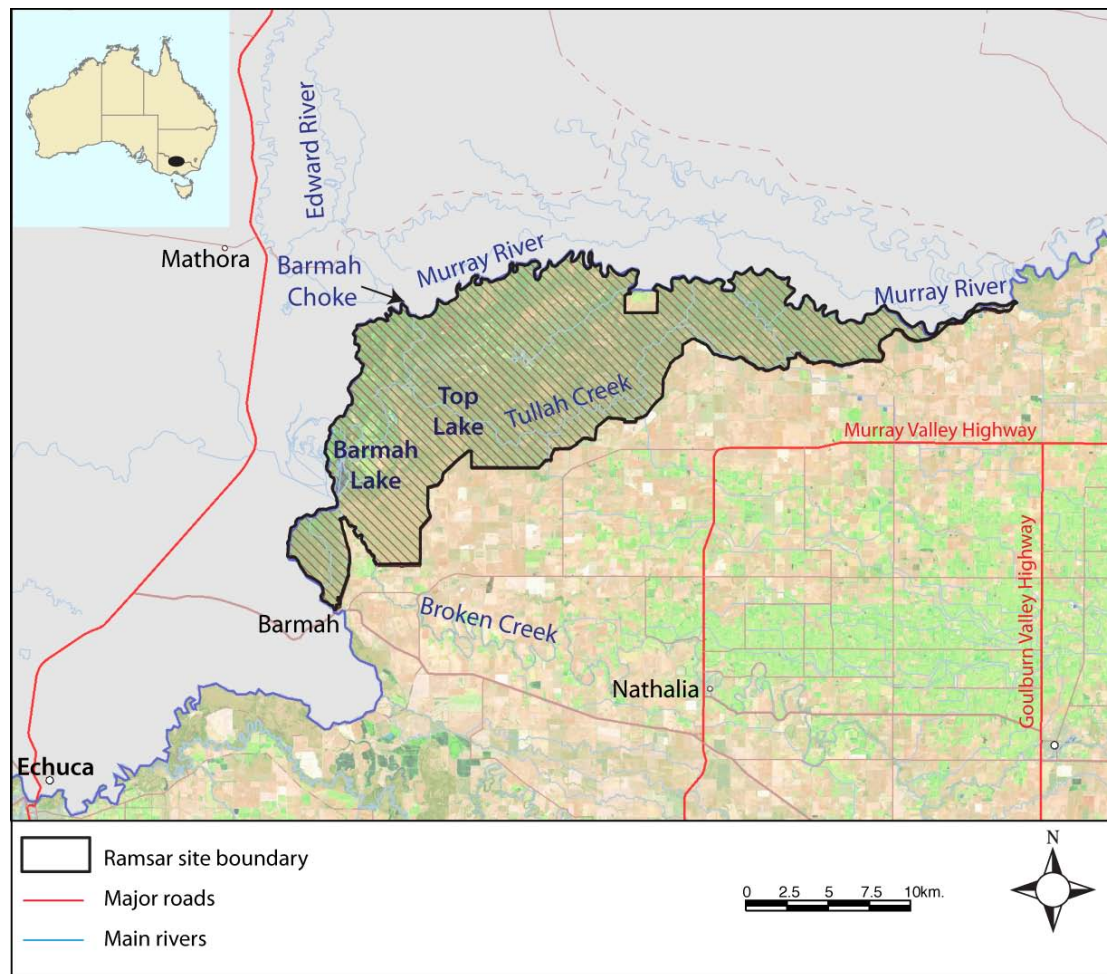 Edward River
Mathora
Barmah
Choke
Murray River
Murray River
Top
Lake
Tullah Creek
Barmah
Lake
Murray Valley Highway
Goulburn Valley Highway
Barmah
Broken Creek
Nathalia
Echuca
Ramsar site boundary
Major roads
Main rivers
0 2.5 5 7.5 10km.
N